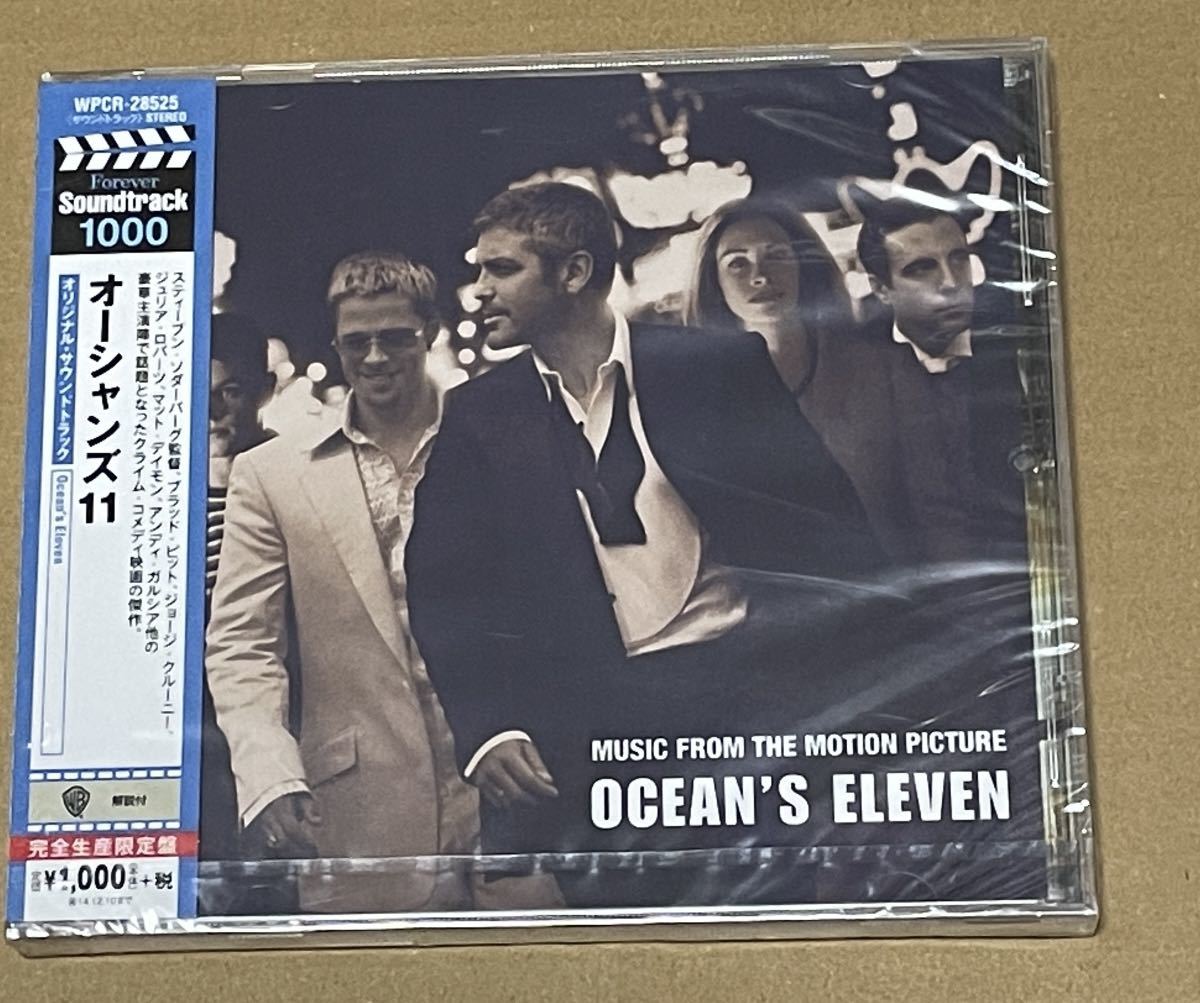 WPCR-28525
(サウンドトラック) STEREO
Forever
Soundtrack
1000
スティーブン・ソダーバーグ監督、ブラッド・ピット、ジョージ・クルーニー、
ジュリア・ロバーツ、マット・デイモン、アンディ・ガルシア他の
豪華主演陣で話題となったクライム・コメディ映画の傑作。
オーシャンズ11
オリジナル・サウンドトラック
Ocean's Eleven
WB
解説付
完全生産限定盤
定価 ¥1,000 本体 +税
MUSIC FROM THE MOTION PICTURE
OCEAN'S ELEVEN